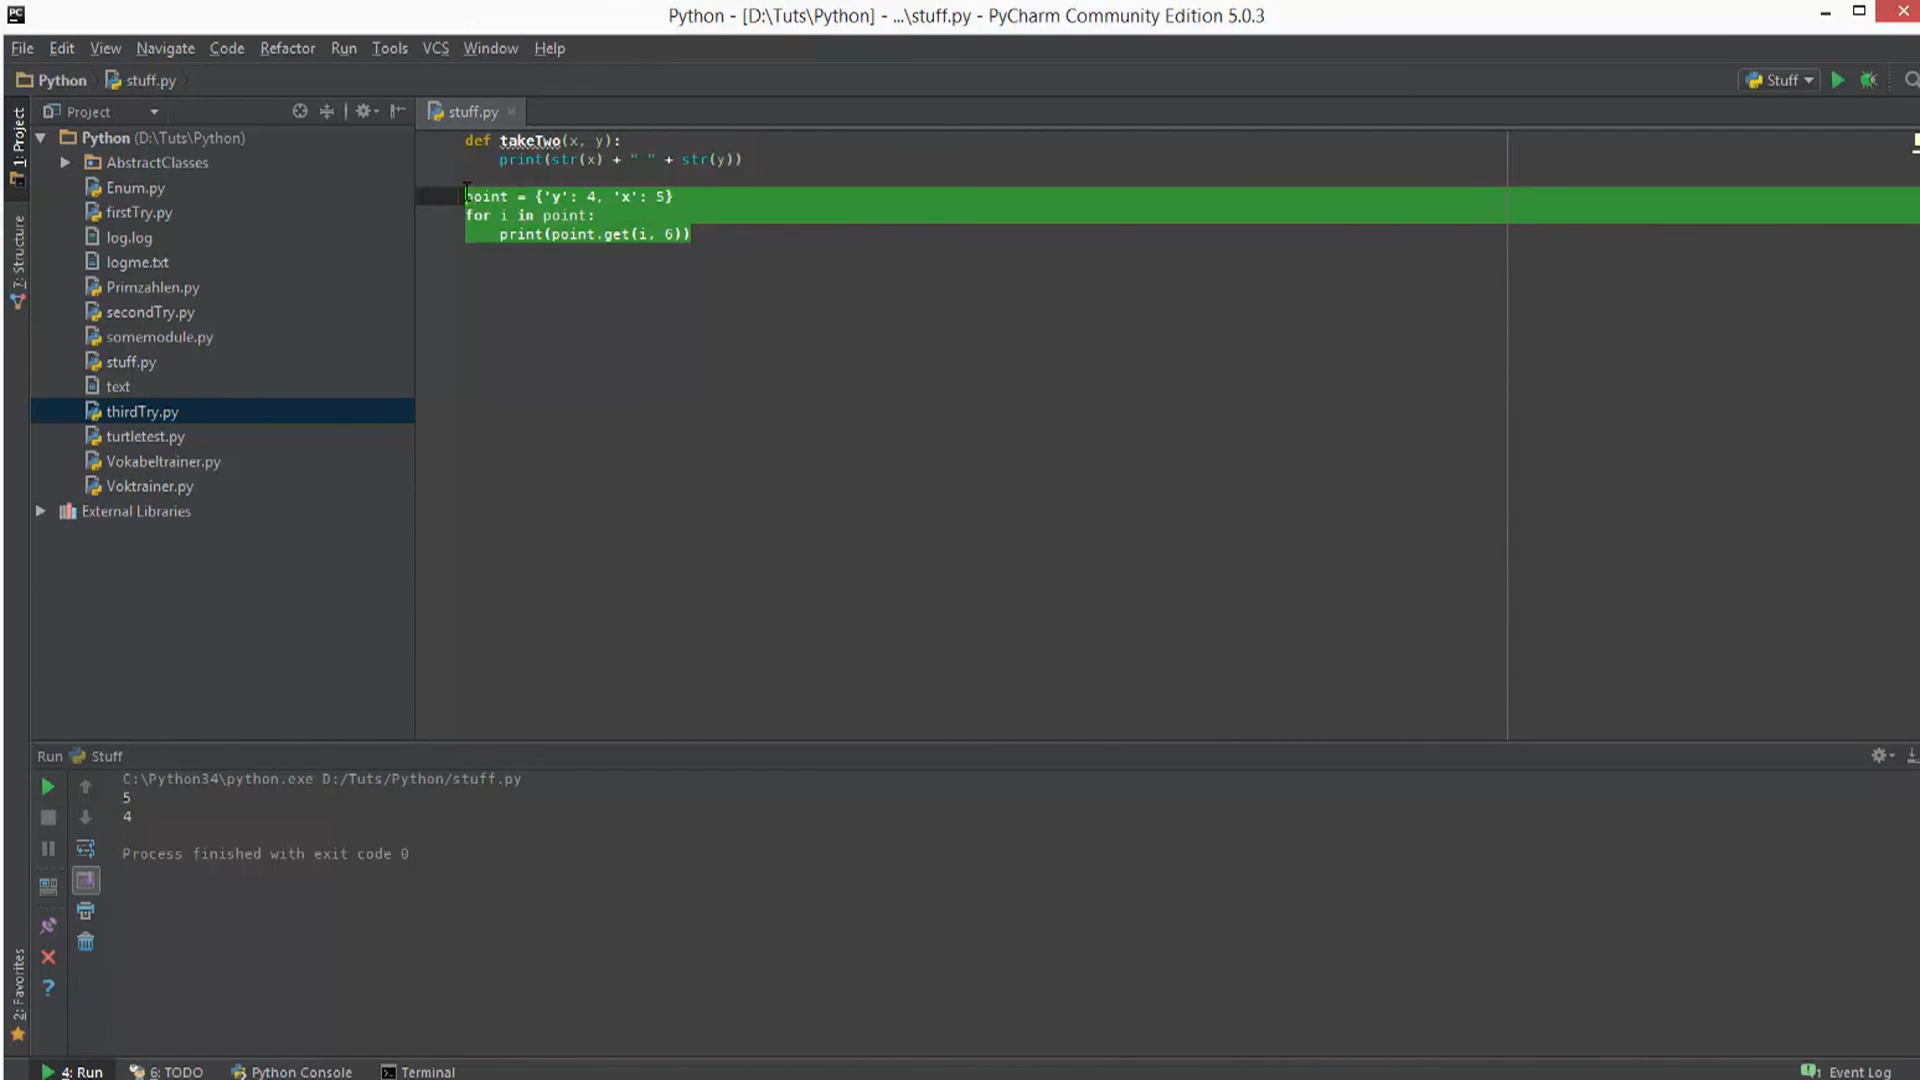 PC
Python - [D:\Tuts\Python] - ...\stuff.py - PyCharm Community Edition 5.0.3
File Edit View Navigate Code Refactor Run Tools VCS Window Help
Python stuff.py
Stuff
Project
stuff.py
1: Project
7: Structure
2: Favorites
Python (D:\Tuts\Python)
AbstractClasses
Enum.py
firstTry.py
log.log
logme.txt
Primzahlen.py
secondTry.py
somemodule.py
stuff.py
text
thirdTry.py
turtletest.py
Vokabeltrainer.py
Voktrainer.py
External Libraries
def takeTwo(x, y):
print(str(x) + " " + str(y))
point = {'y': 4, 'x': 5}
for i in point:
print(point.get(i, 6))
Run Stuff
C:\Python34\python.exe D:/Tuts/Python/stuff.py
5
4
Process finished with exit code 0
4: Run 6: TODO Python Console Terminal
1 Event Log